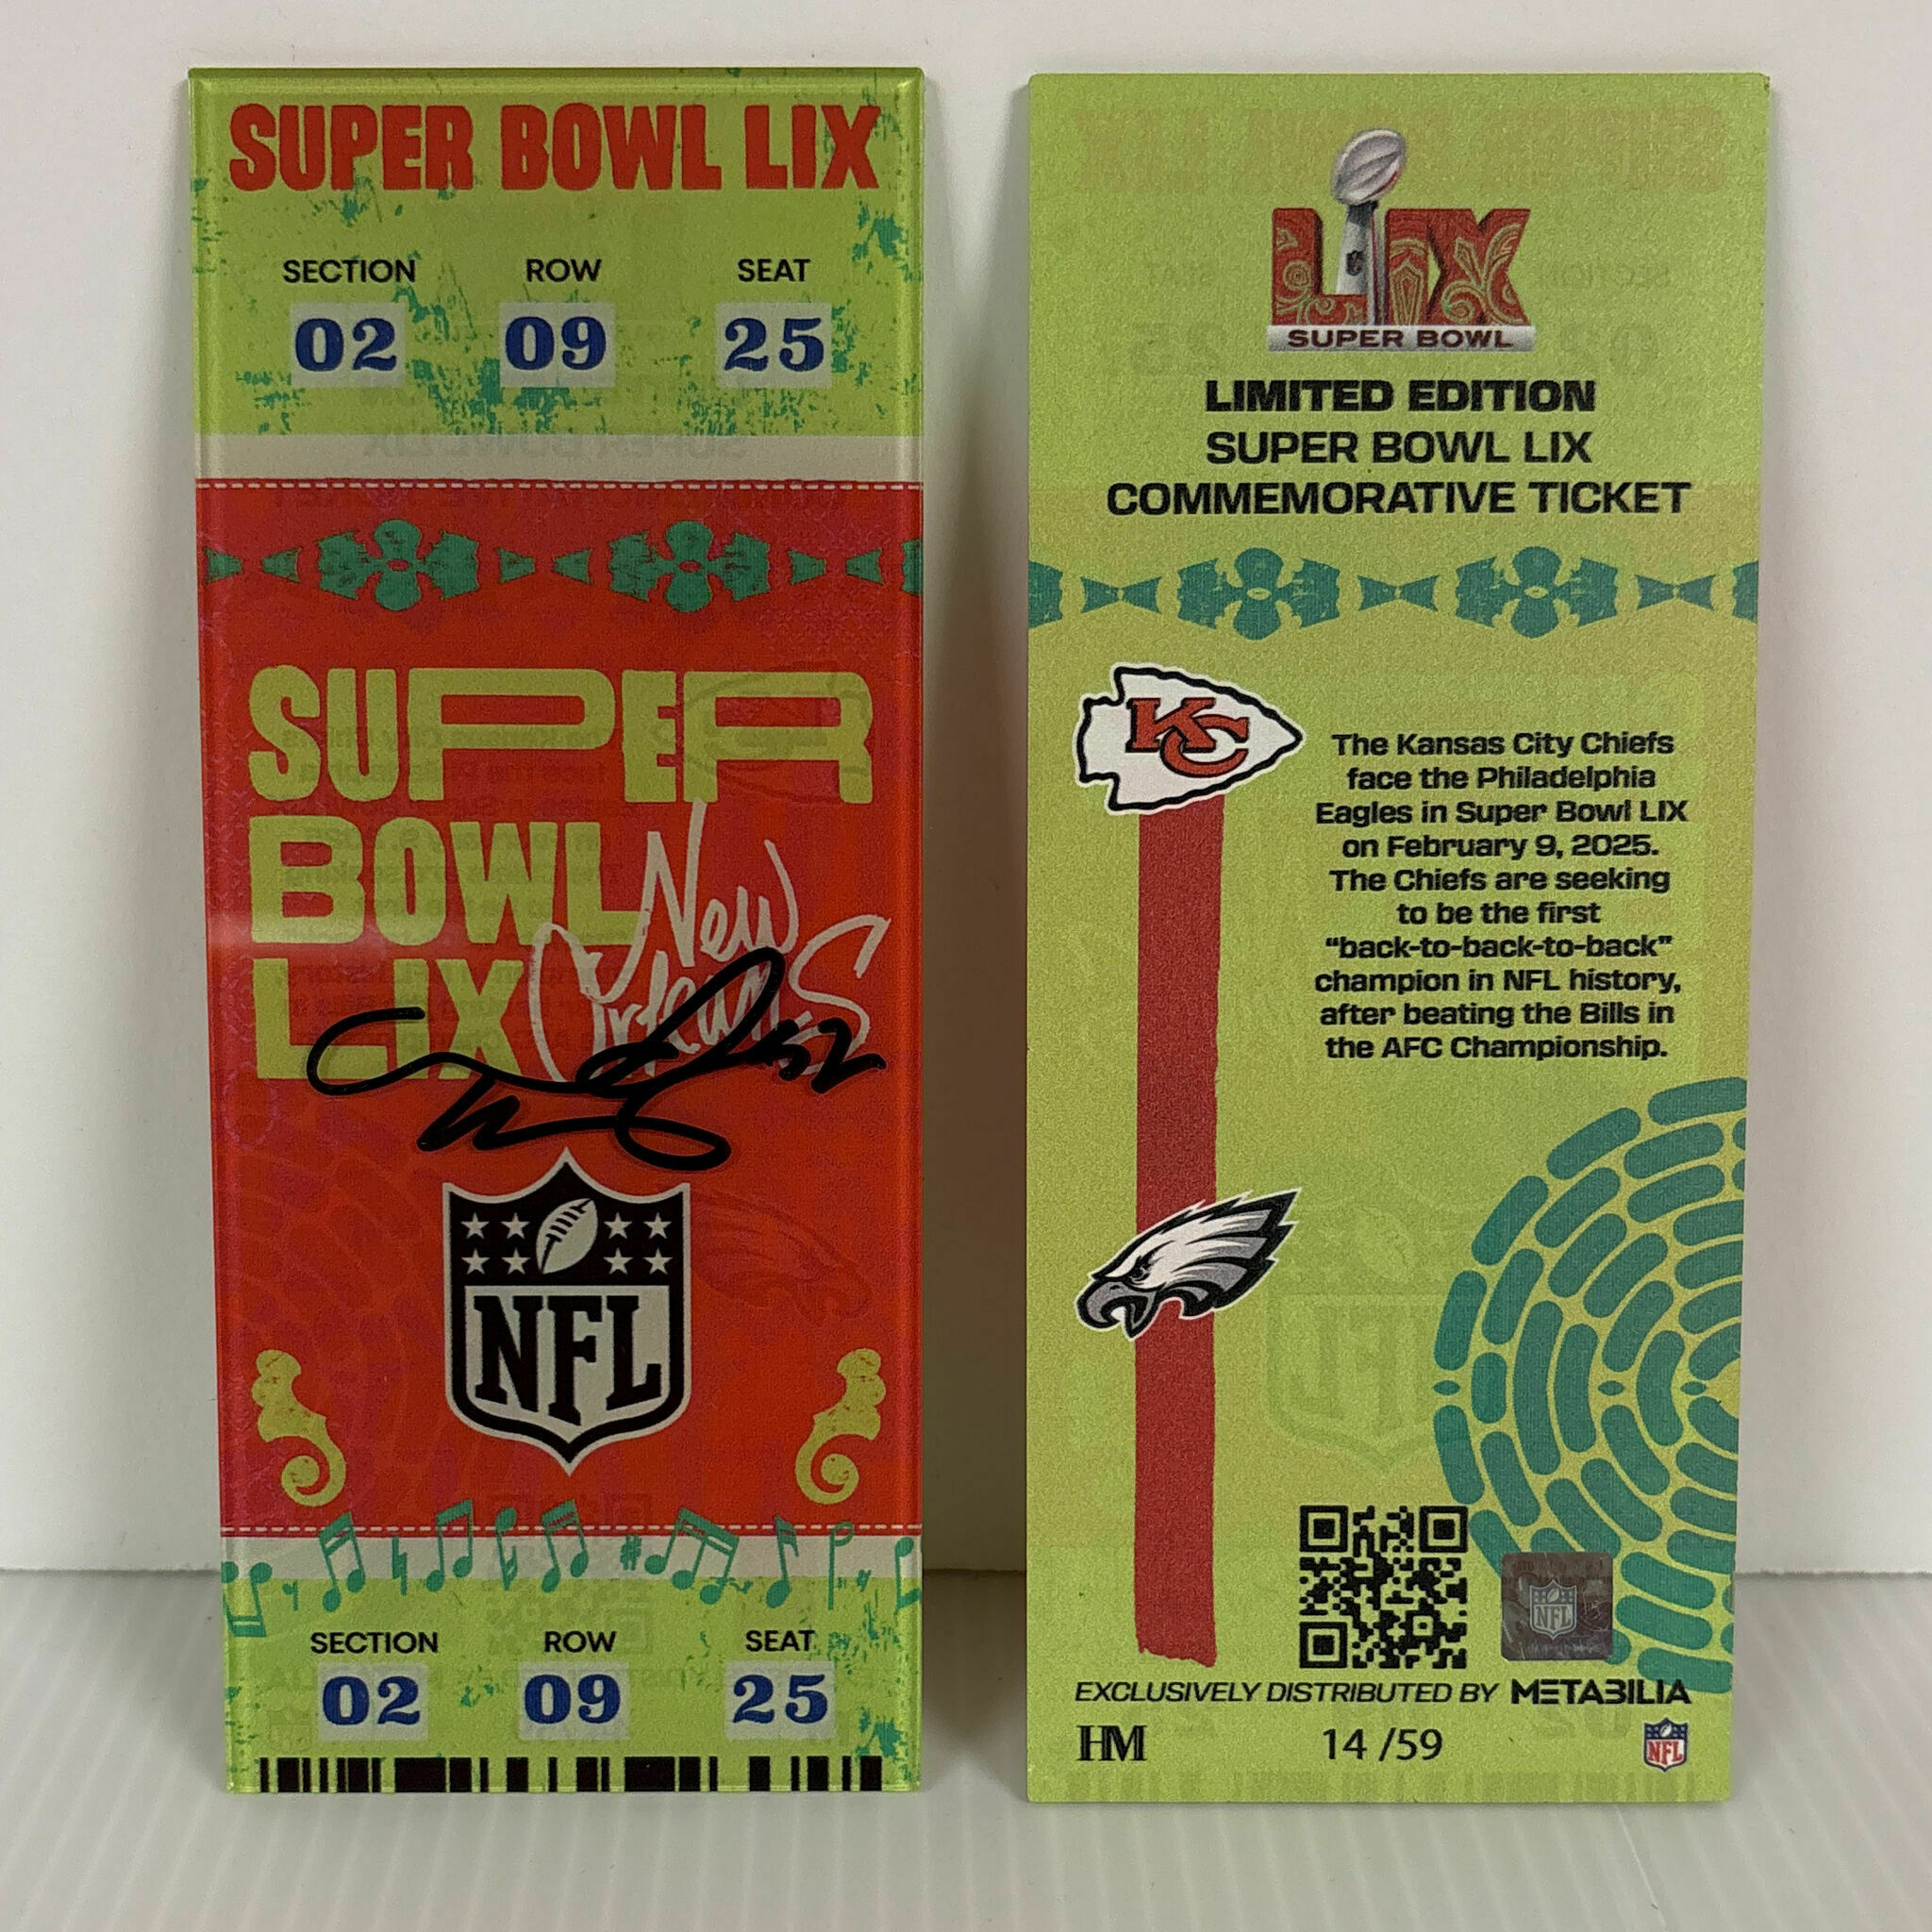 SUPER BOWL LIX
SECTION ROW SEAT
02 09 25
SUPER
BOWL
LIX
New
Orleans
NFL
SECTION ROW SEAT
02 09 25
LIX
SUPER BOWL
LIMITED EDITION
SUPER BOWL LIX
COMMEMORATIVE TICKET
KC
The Kansas City Chiefs
face the Philadelphia
Eagles in Super Bowl LIX
on February 9, 2025.
The Chiefs are seeking
to be the first
“back-to-back-to-back”
champion in NFL history,
after beating the Bills in
the AFC Championship.
NFL
EXCLUSIVELY DISTRIBUTED BY METABILIA
HM 14 /59 NFL